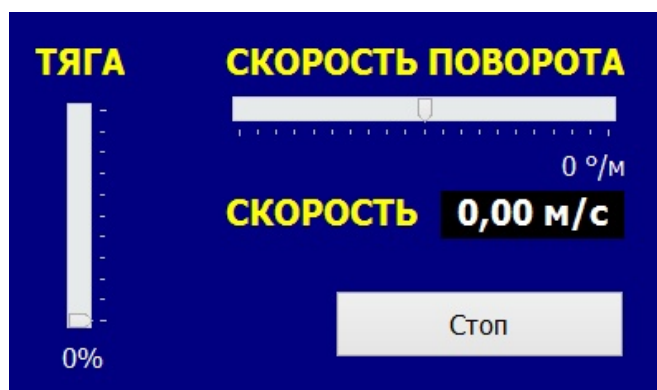 ТЯГА
СКОРОСТЬ ПОВОРОТА
0 º/м
СКОРОСТЬ 0,00 м/с
Стоп
0%